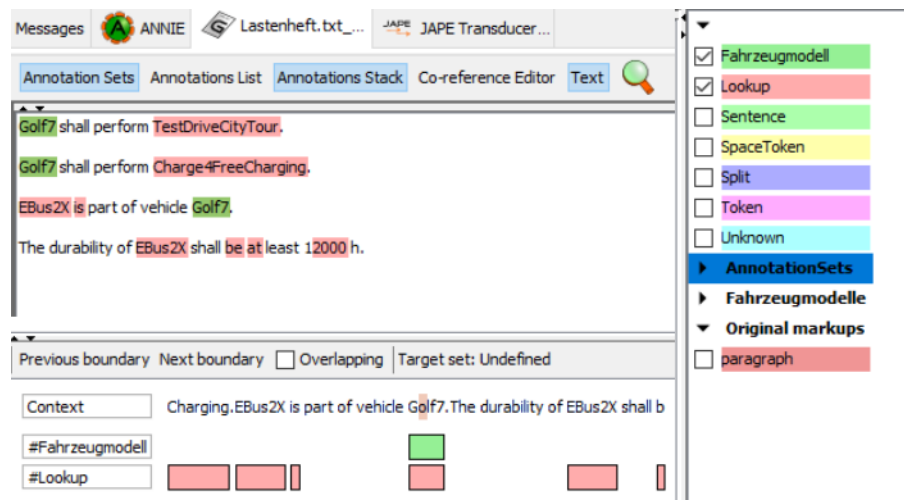 Messages ANNIE Lastenheft.txt_... JAPE JAPE Transducer...
Annotation Sets Annotations List Annotations Stack Co-reference Editor Text
Golf7 shall perform TestDriveCityTour.
Golf7 shall perform Charge4FreeCharging.
EBus2X is part of vehicle Golf7.
The durability of EBus2X shall be at least 12000 h.
Previous boundary Next boundary Overlapping Target set: Undefined
Context Charging.EBus2X is part of vehicle Golf7.The durability of EBus2X shall b
#Fahrzeugmodell
#Lookup
Fahrzeugmodell
Lookup
Sentence
SpaceToken
Split
Token
Unknown
AnnotationSets
Fahrzeugmodelle
Original markups
paragraph